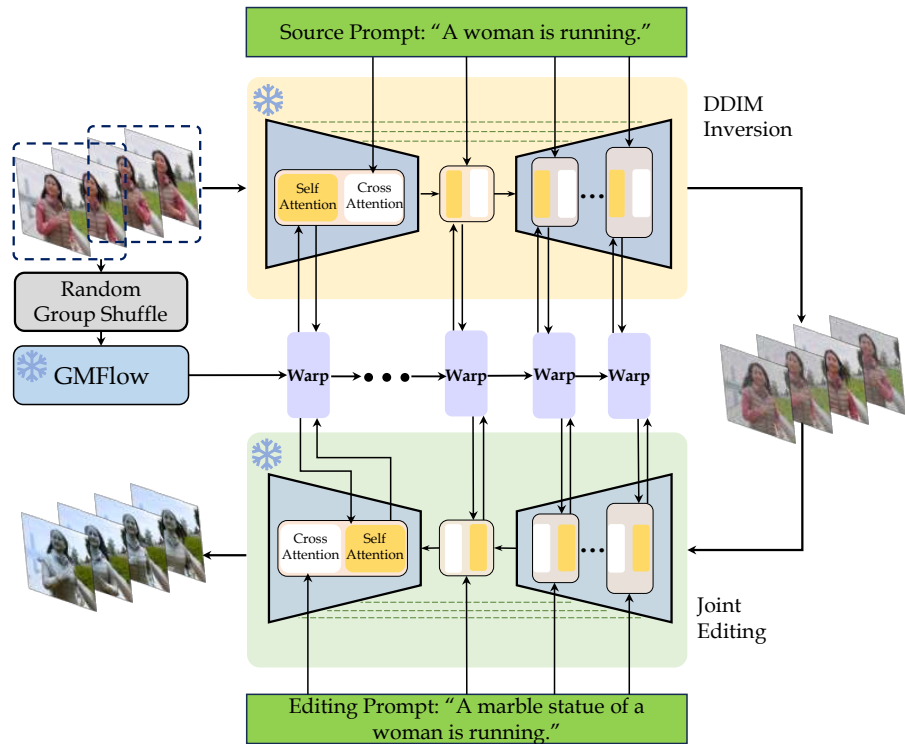 Source Prompt: “A woman is running.”
DDIM
Inversion
Self
Attention
Cross
Attention
Random
Group Shuffle
GMFlow
Warp
Warp
Warp
Warp
Cross
Attention
Self
Attention
Joint
Editing
Editing Prompt: “A marble statue of a
woman is running.”